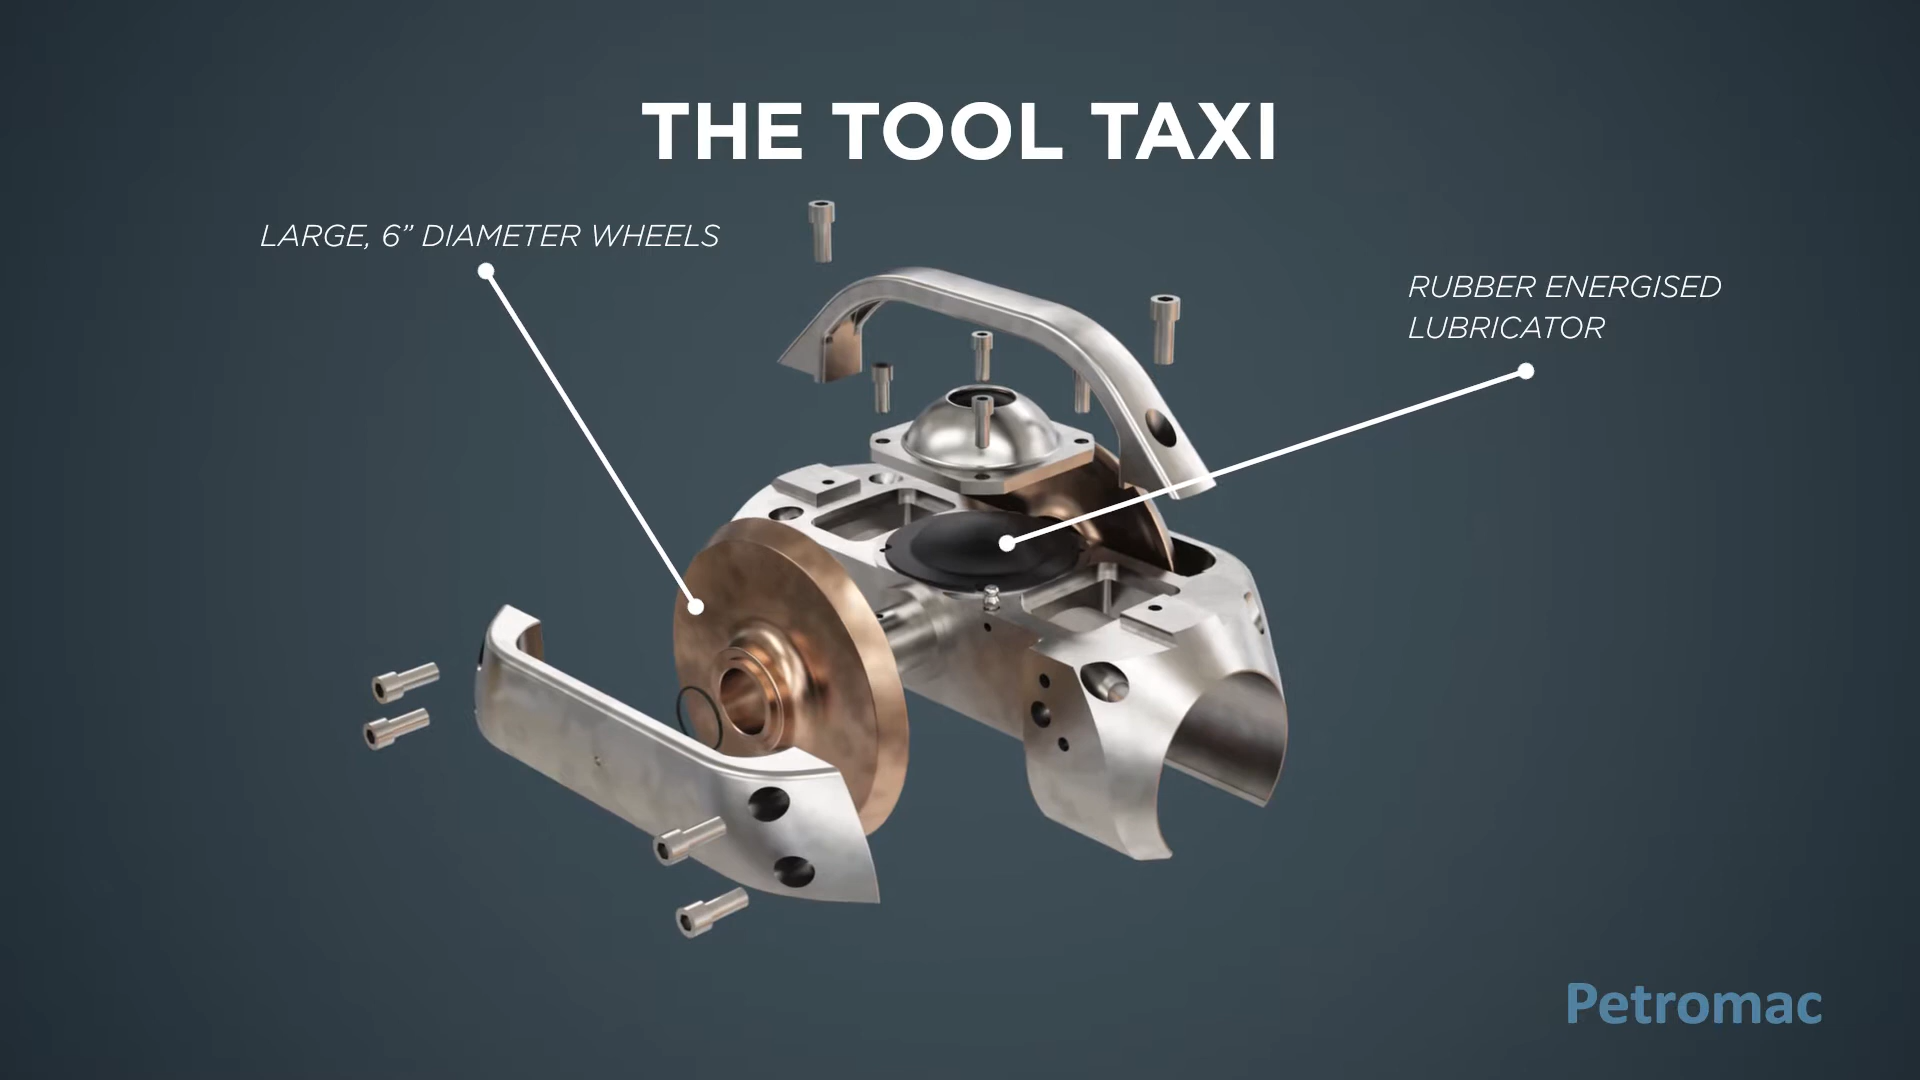 THE TOOL TAXI
LARGE, 6” DIAMETER WHEELS
RUBBER ENERGISED
LUBRICATOR
Petromac